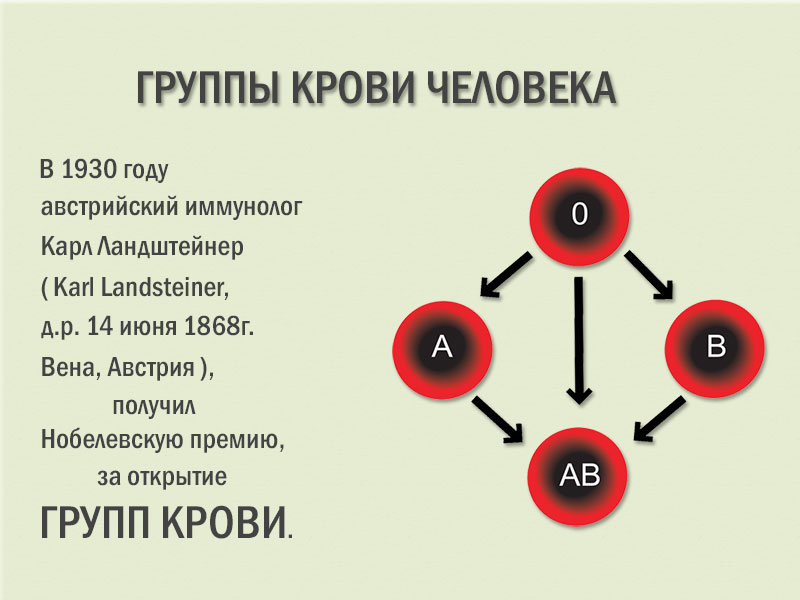 ГРУППЫ КРОВИ ЧЕЛОВЕКА
В 1930 году
австрийский иммунолог
Карл Ландштейнер
( Karl Landsteiner,
д.р. 14 июня 1868г.
Вена, Австрия ),
получил
Нобелевскую премию,
за открытие
ГРУПП КРОВИ.
0
A
B
AB